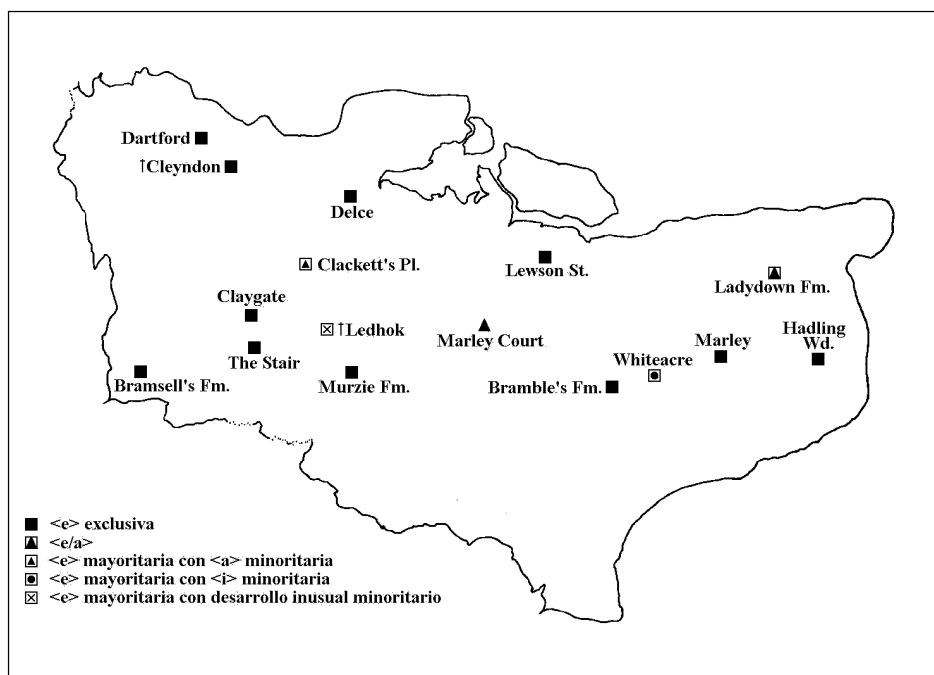 Dartford
†Cleyndon
Delce
Clackett's Pl.
Lewson St.
Ladydown Fm.
Claygate
†Ledhok
Marley Court
Marley
Hadling
Wd.
The Stair
Whiteacre
Bramsell's Fm.
Murzie Fm.
Bramble's Fm.
<e> exclusiva
<e/a>
<e> mayoritaria con <a> minoritaria
<e> mayoritaria con <i> minoritaria
<e> mayoritaria con desarrollo inusual minoritario